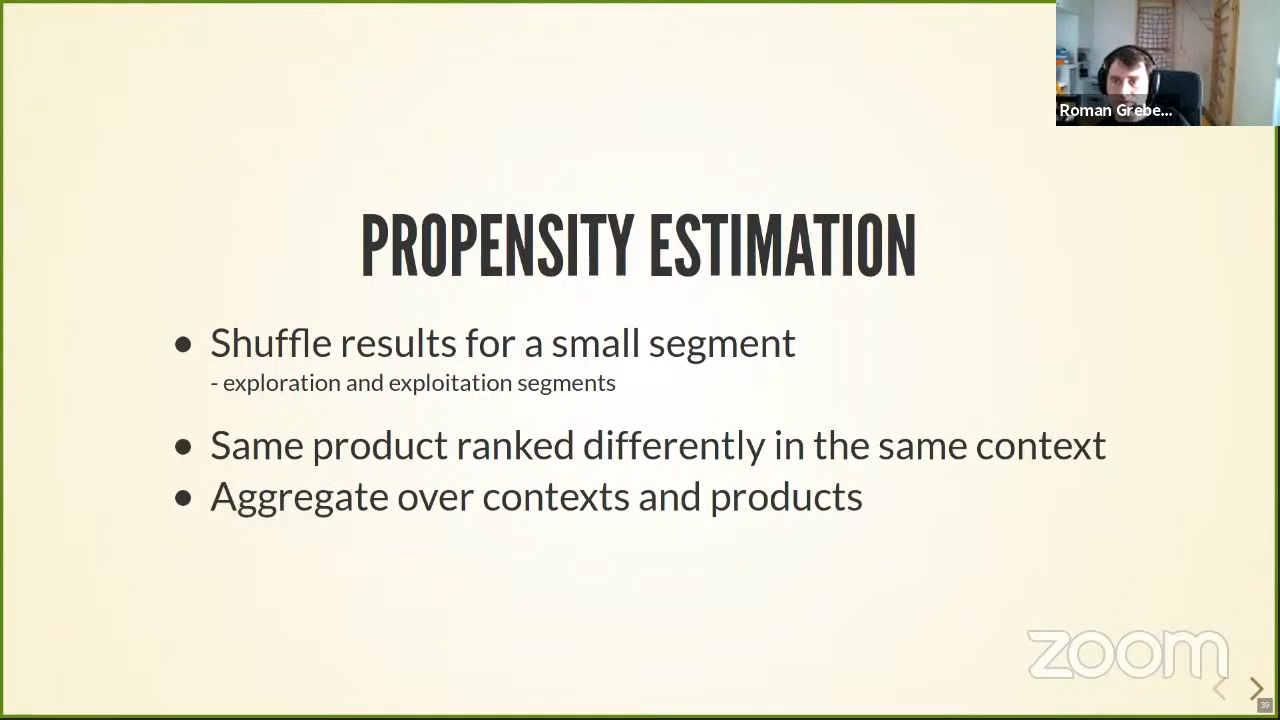 Roman Grebe...
PROPENSITY ESTIMATION
Shuffle results for a small segment
- exploration and exploitation segments
Same product ranked differently in the same context
Aggregate over contexts and products
zoom
39